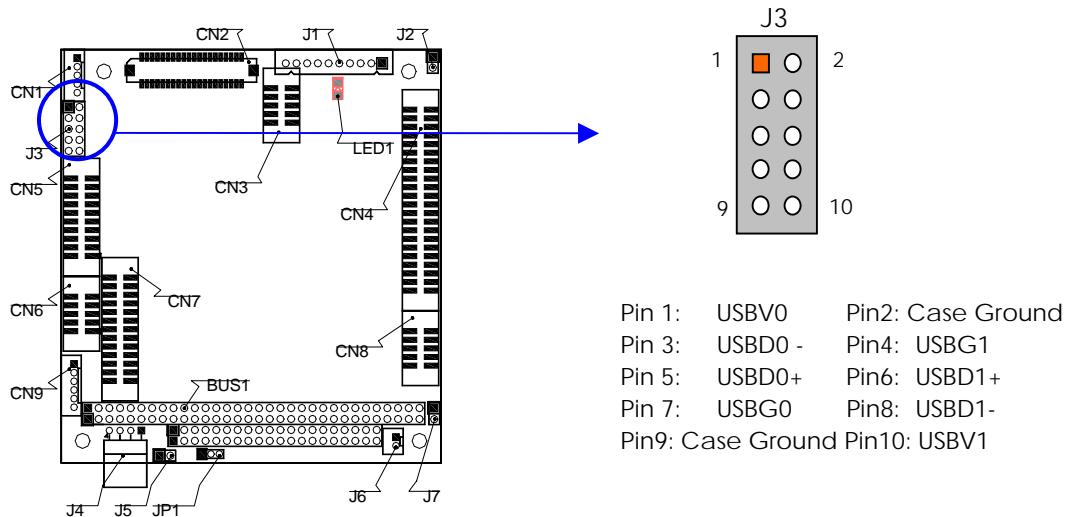 CN2
J1
J2
J3
1
2
9
10
CN1
J3
CN5
LED1
CN3
CN4
CN6
CN7
CN8
CN9
BUS1
J4
J5
JP1
J6
J7
Pin 1: USBV0 Pin2: Case Ground
Pin 3: USBD0 - Pin4: USBG1
Pin 5: USBD0+ Pin6: USBD1+
Pin 7: USBG0 Pin8: USBD1-
Pin9: Case Ground Pin10: USBV1